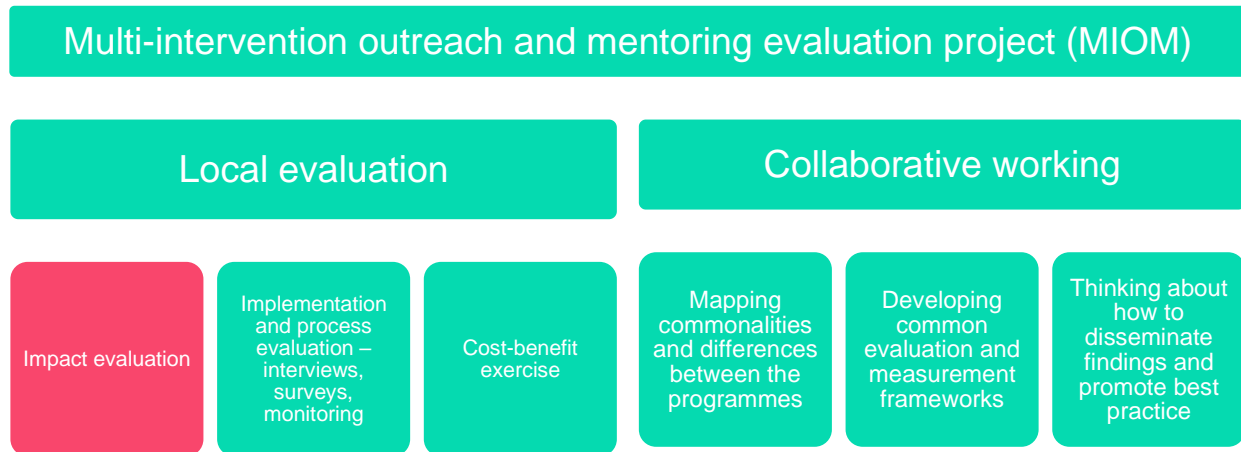 Multi-intervention outreach and mentoring evaluation project (MIOM)
Local evaluation
Collaborative working
Impact evaluation
Implementation
and process
evaluation –
interviews,
surveys,
monitoring
Cost-benefit
exercise
Mapping
commonalities
and differences
between the
programmes
Developing
common
evaluation and
measurement
frameworks
Thinking about
how to
disseminate
findings and
promote best
practice